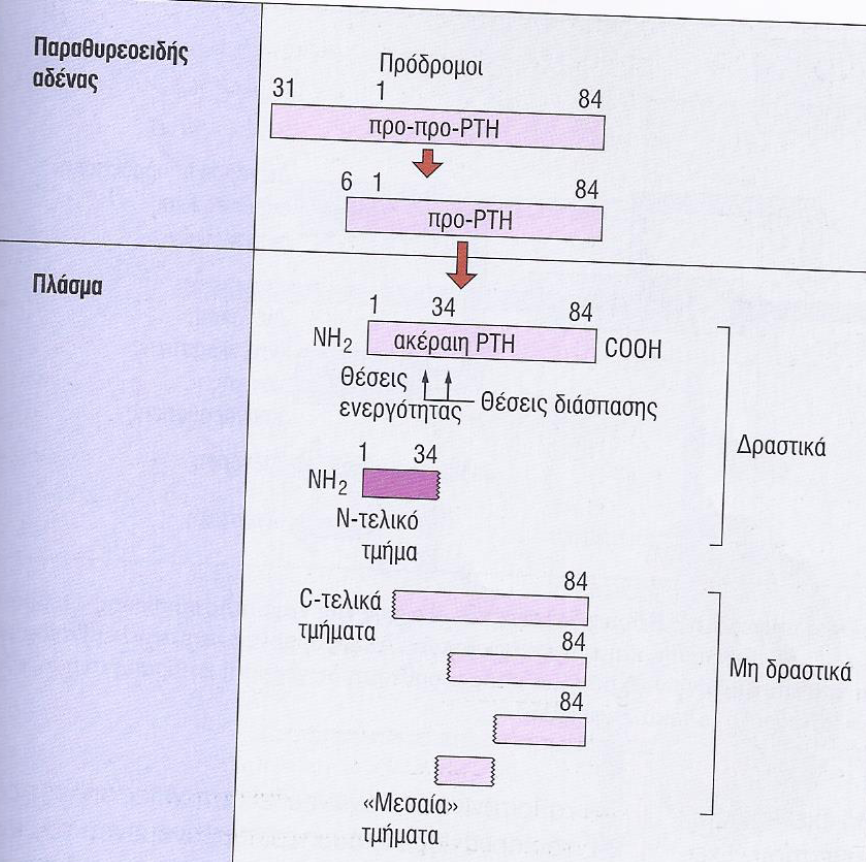 Παραθυρεοειδής
αδένας
Πρόδρομοι
31 1 84
προ-προ-PTH
6 1 84
προ-PTH
Πλάσμα
1 34 84
NH2 ακέραιη PTH COOH
Θέσεις
ενεργότητας Θέσεις διάσπασης
Δραστικά
1 34
NH2
Ν-τελικό
τμήμα
84
C-τελικά
τμήματα
84
Μη δραστικά
84
«Μεσαία»
τμήματα